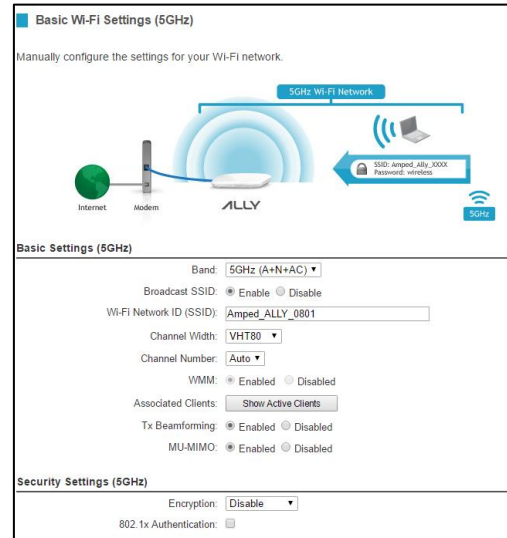 Basic Wi-Fi Settings (5GHz)
Manually configure the settings for your Wi-Fi network.
5GHz Wi-Fi Network
SSID: Amped_Ally_XXXX
Password: wireless
5GHz
Internet
Modem
ALLY
Basic Settings (5GHz)
Band: 5GHz (A+N+AC)
Broadcast SSID: Enable Disable
Wi-Fi Network ID (SSID): Amped_ALLY_0801
Channel Width: VHT80
Channel Number: Auto
WMM: Enabled Disabled
Associated Clients: Show Active Clients
Tx Beamforming: Enabled Disabled
MU-MIMO: Enabled Disabled
Security Settings (5GHz)
Encryption: Disable
802.1x Authentication: